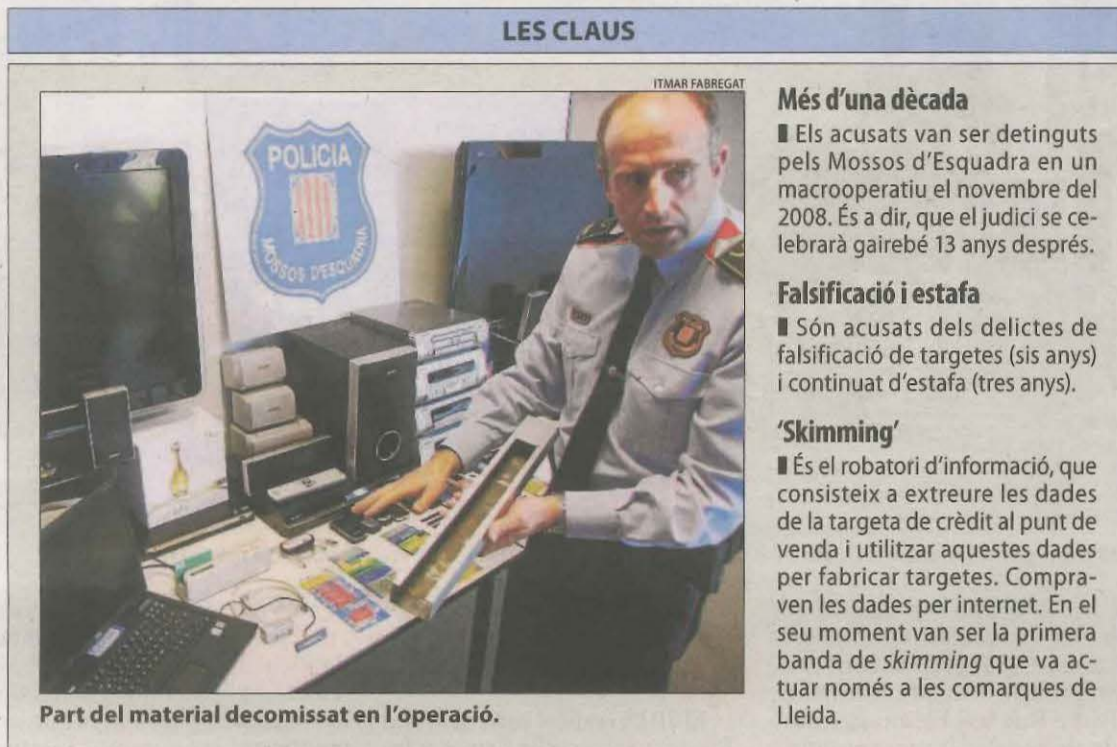 LES CLAUS
ITMAR FABREGAT
POLICIA
MOSSOS D'ESQUADRA
Part del material decomissat en l'operació.
Més d'una dècada
Els acusats van ser detinguts
pels Mossos d'Esquadra en un
macrooperatiu el novembre del
2008. És a dir, que el judici se ce-
lebrarà gairebé 13 anys després.
Falsificació i estafa
Són acusats dels delictes de
falsificació de targetes (sis anys)
i continuat d'estafa (tres anys).
'Skimming'
És el robatori d'informació, que
consisteix a extreure les dades
de la targeta de crèdit al punt de
venda i utilitzar aquestes dades
per fabricar targetes. Compra-
ven les dades per internet. En el
seu moment van ser la primera
banda de skimming que va ac-
tuar només a les comarques de
Lleida.